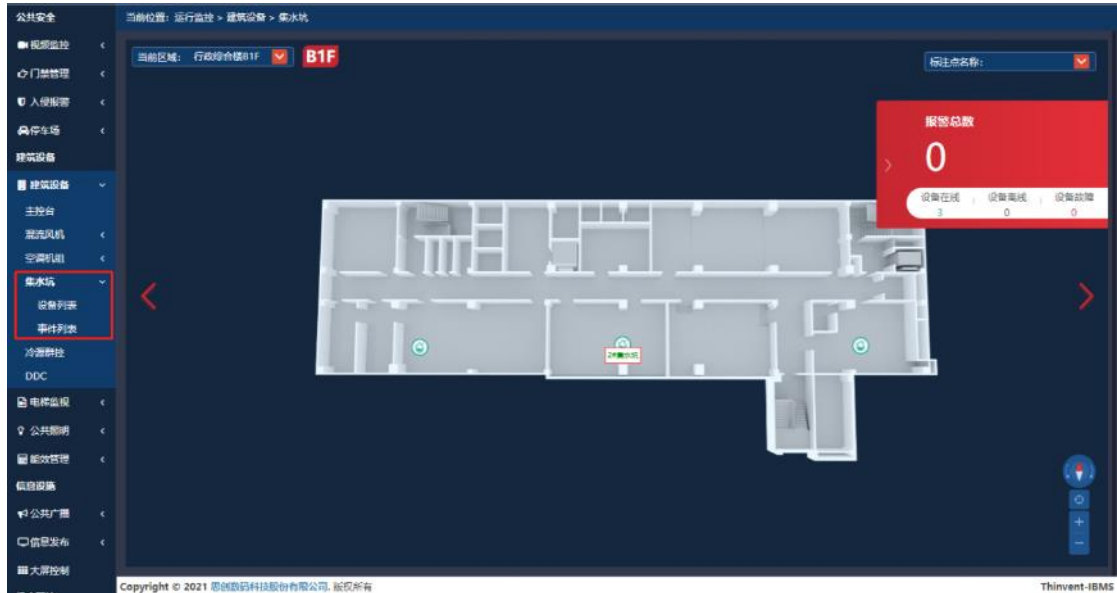 公共安全
视频监控
门禁管理
入侵报警
停车场
建筑设备
建筑设备
主控台
混流风机
空调机组
集水坑
设备列表
事件列表
冷源群控
DDC
电梯监视
公共照明
能效管理
信息设施
公共广播
信息发布
大屏控制
当前位置：运行监控 > 建筑设备 > 集水坑
当前区域： 行政综合楼B1F
B1F
标注点名称：
报警总数
0
设备在线 设备离线 设备故障
3 0 0
2#集水坑
Copyright © 2021 思创数码科技股份有限公司. 版权所有
Thinvent-IBMS